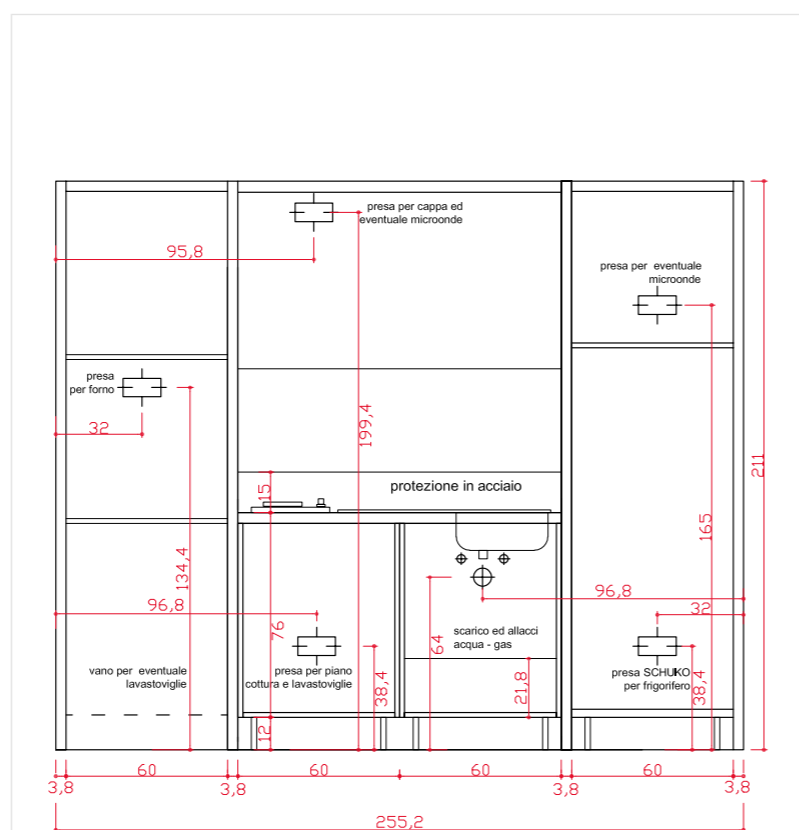 presa per cappa ed
eventuale microonde
95,8
presa per eventuale
microonde
presa
per forno
32
199,4
211
15
protezione in acciaio
165
134,4
96,8
96,8
32
76
64
scarico ed allacci
acqua - gas
vano per eventuale
lavastoviglie
presa per piano
cottura e lavastoviglie
38,4
21,8
presa SCHUKO
per frigorifero
38,4
12
60
60
60
60
3,8
3,8
3,8
3,8
255,2